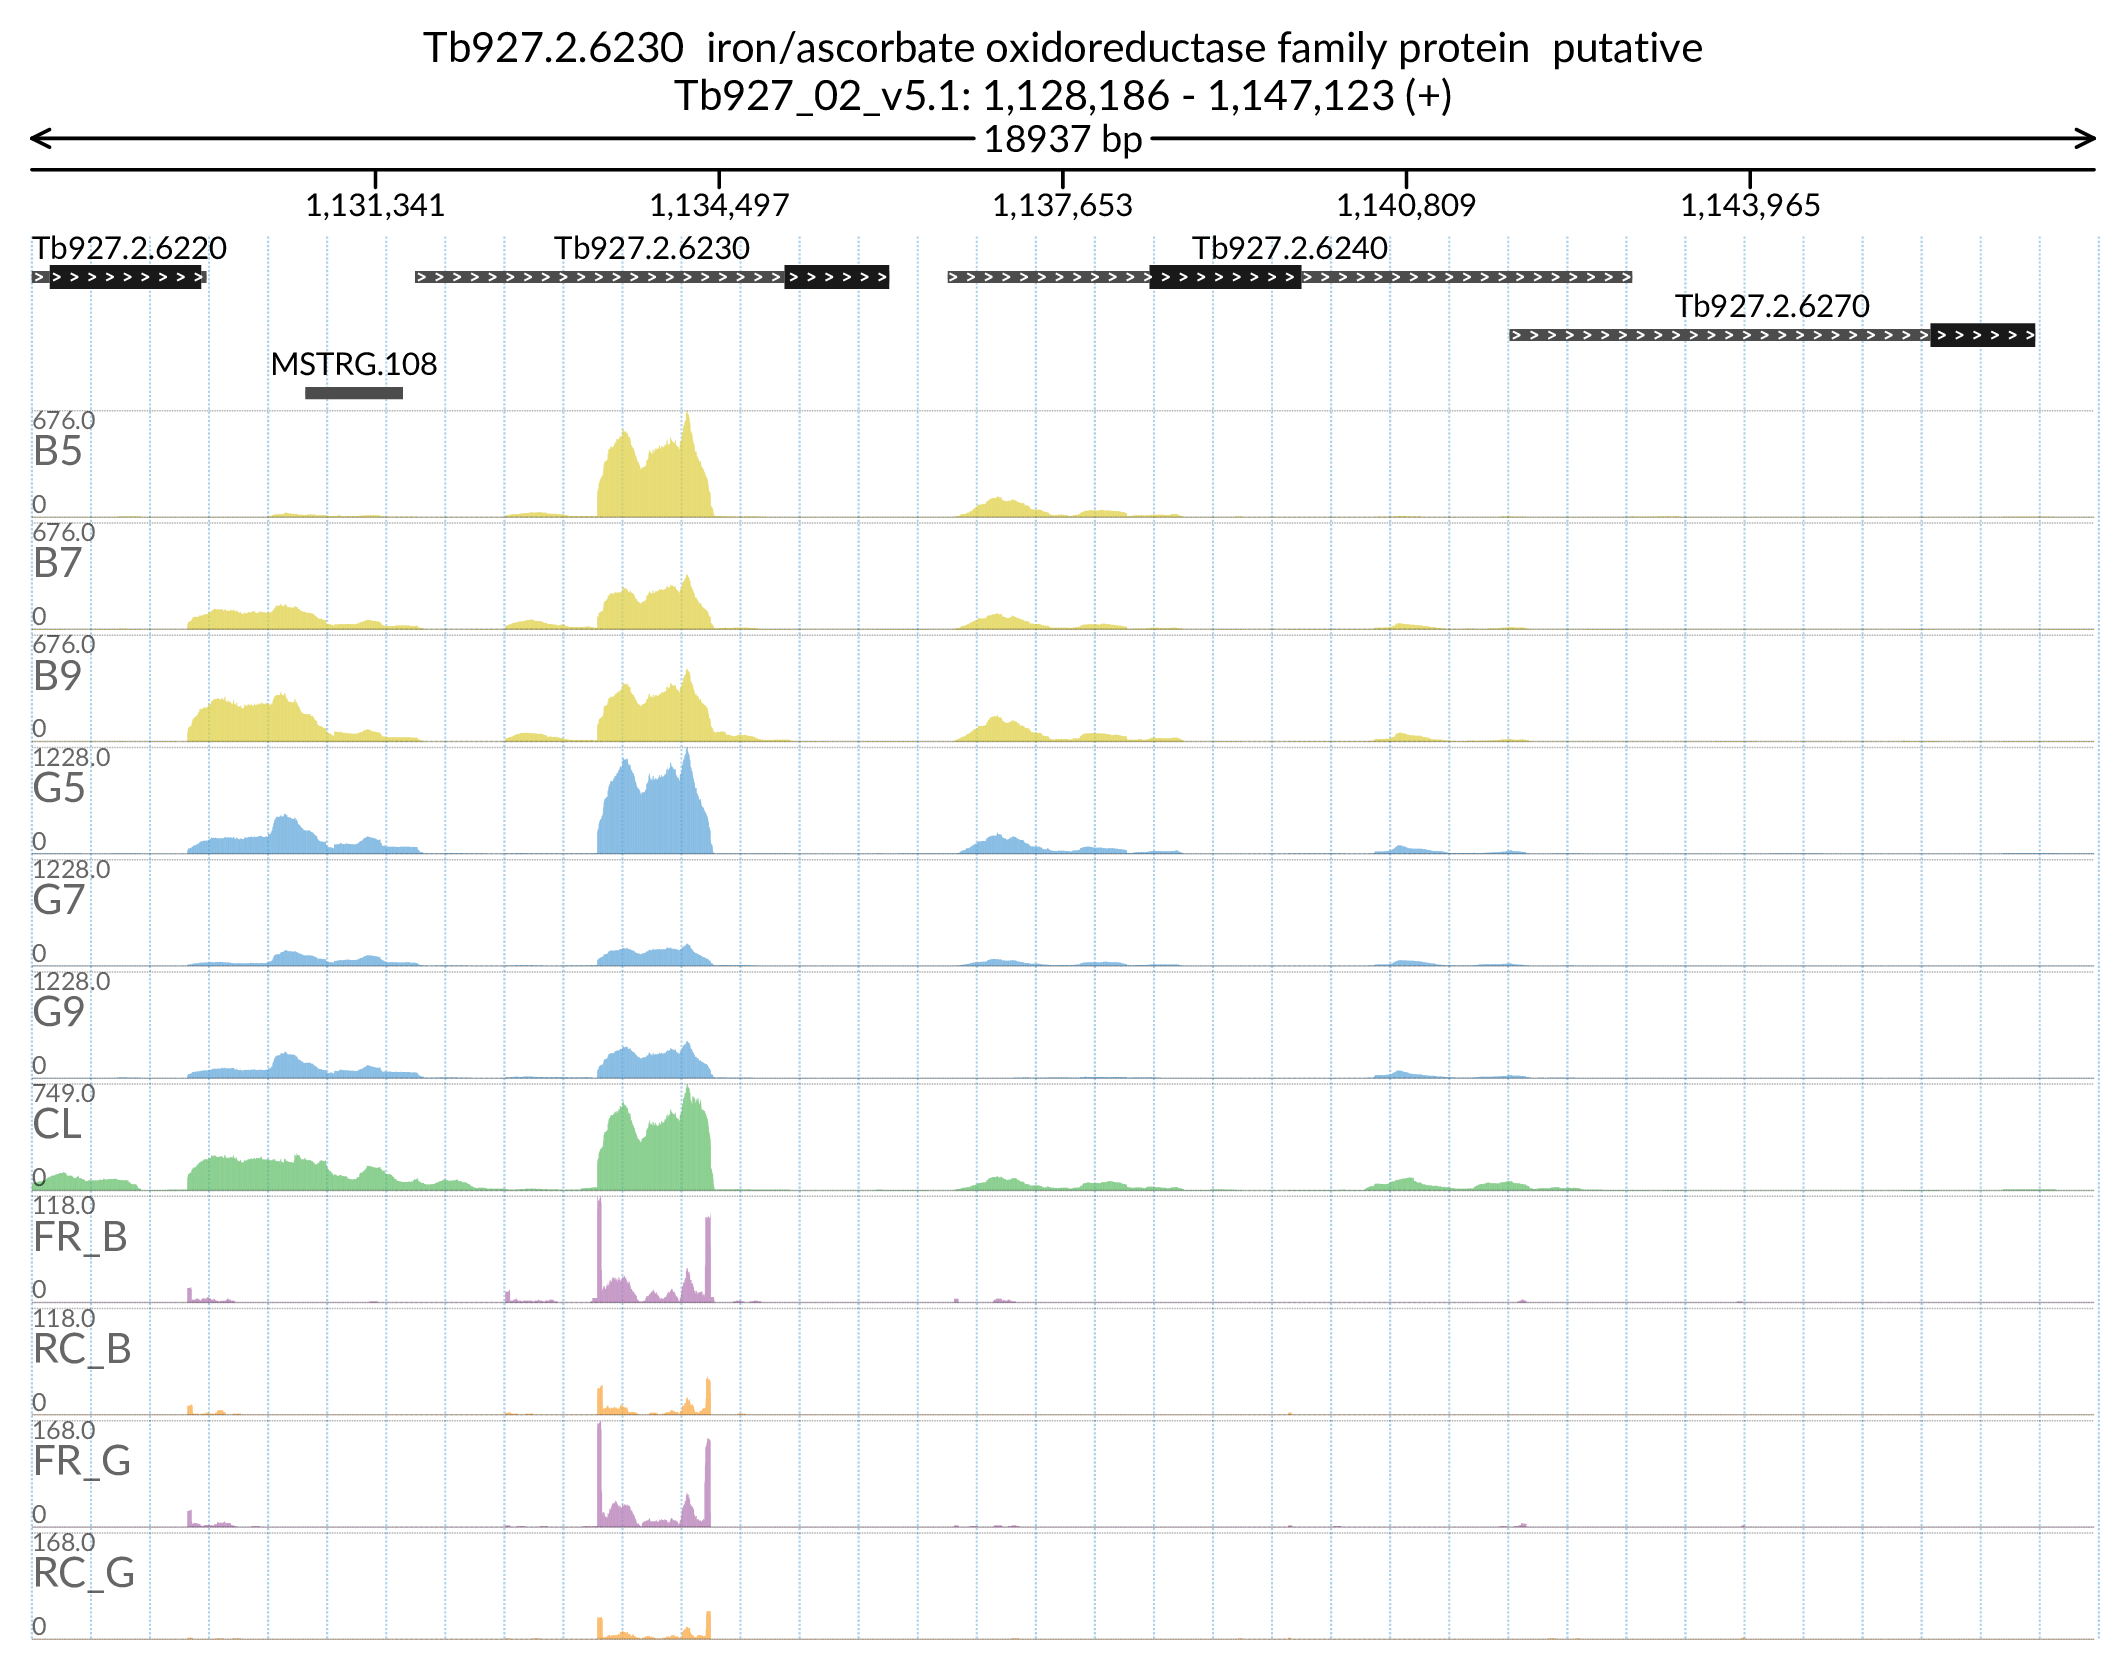 Tb927.2.6230  iron/ascorbate oxidoreductase family protein  putative
Tb927_02_v5.1: 1,128,186 - 1,147,123 (+)
18937 bp
1,131,341 1,134,497 1,137,653 1,140,809 1,143,965
Tb927.2.6220 Tb927.2.6230 Tb927.2.6240
Tb927.2.6270
MSTRG.108
676.0
B5
0
676.0
B7
0
676.0
B9
0
1228.0
G5
0
1228.0
G7
0
1228.0
G9
0
749.0
CL
0
118.0
FR_B
0
118.0
RC_B
0
168.0
FR_G
0
168.0
RC_G
0